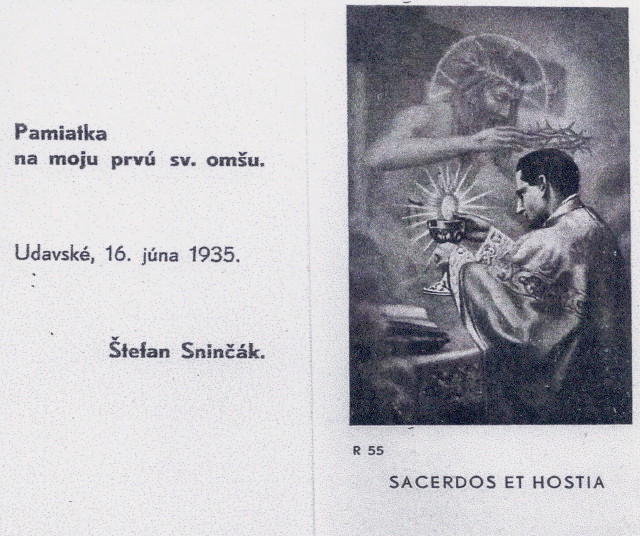 Pamiatka
na moju prvú sv. omšu.
Udavské, 16. júna 1935.
Štefan Sninčák.
R 55
SACERDOS ET HOSTIA